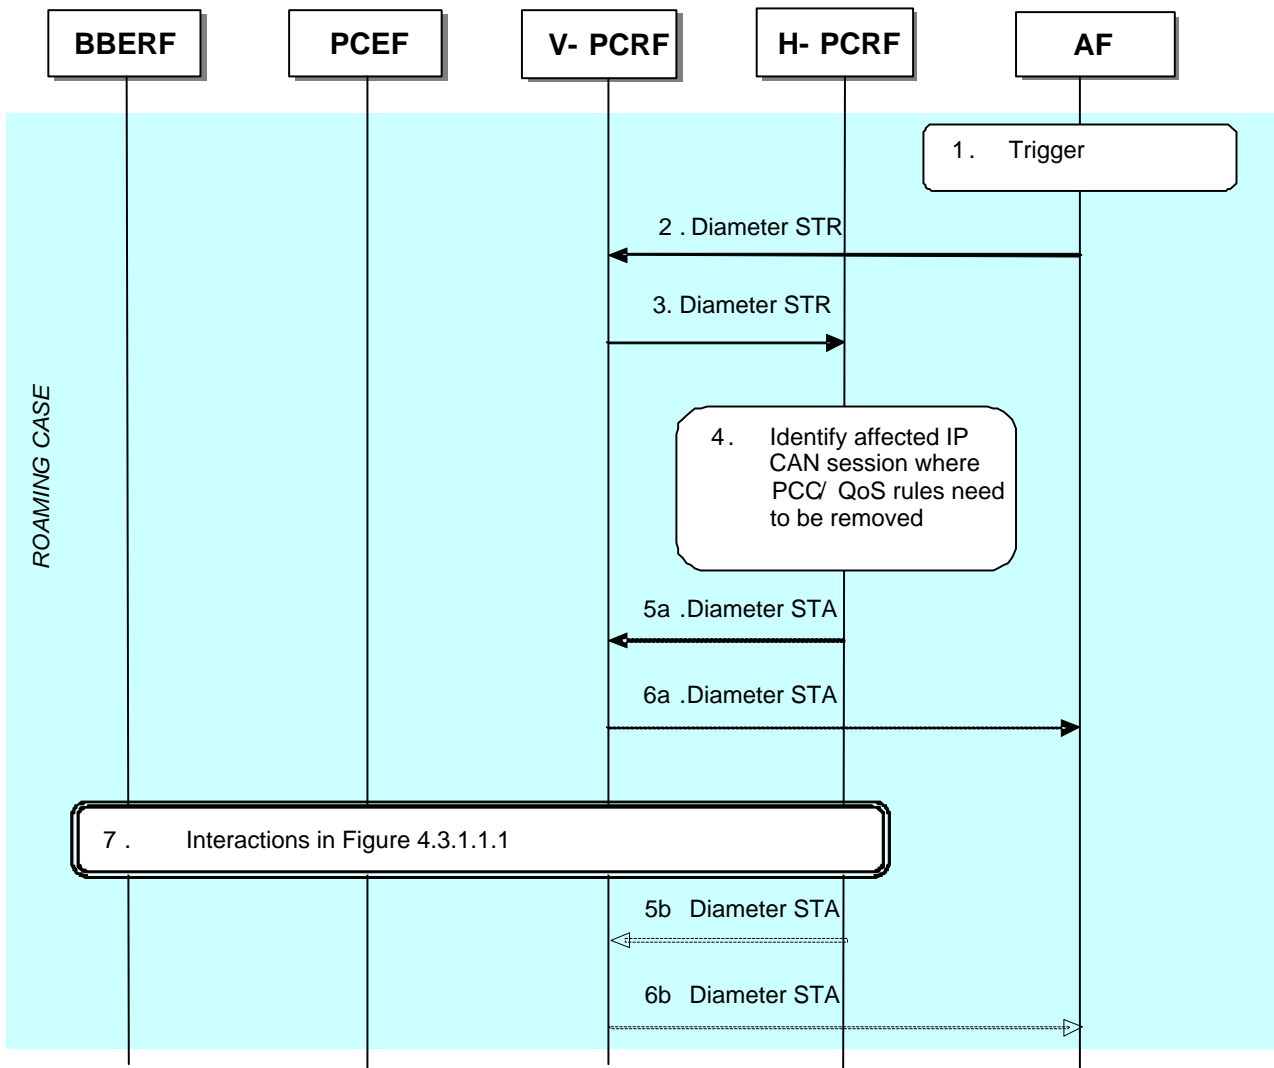 BBERF
PCEF
V- PCRF
H- PCRF
AF
1. Trigger
2 . Diameter STR
3. Diameter STR
ROAMING CASE
4. Identify affected IP
CAN session where
PCC/ QoS rules need
to be removed
5a .Diameter STA
6a .Diameter STA
7 . Interactions in Figure 4.3.1.1.1
5b Diameter STA
6b Diameter STA